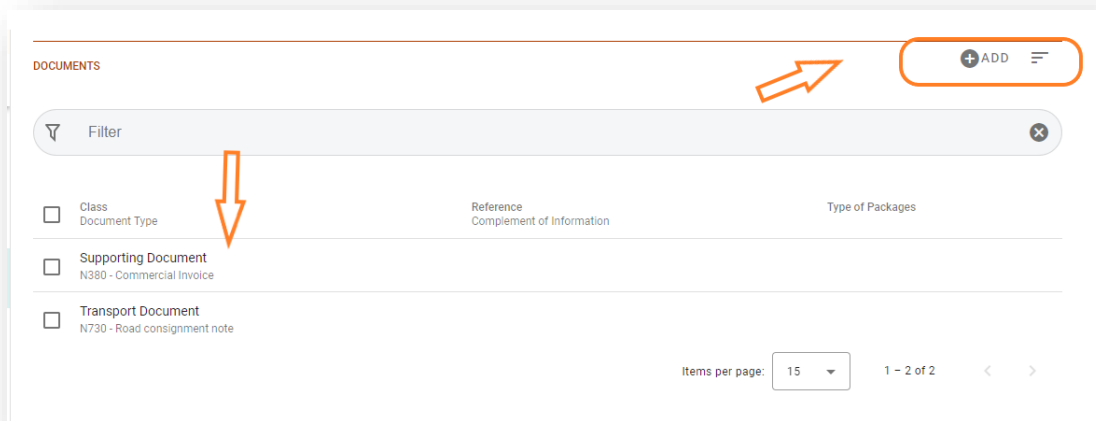 DOCUMENTS
ADD
Filter
Class
Document Type
Reference
Complement of Information
Type of Packages
Supporting Document
N380 - Commercial Invoice
Transport Document
N730 - Road consignment note
Items per page: 15 1 – 2 of 2